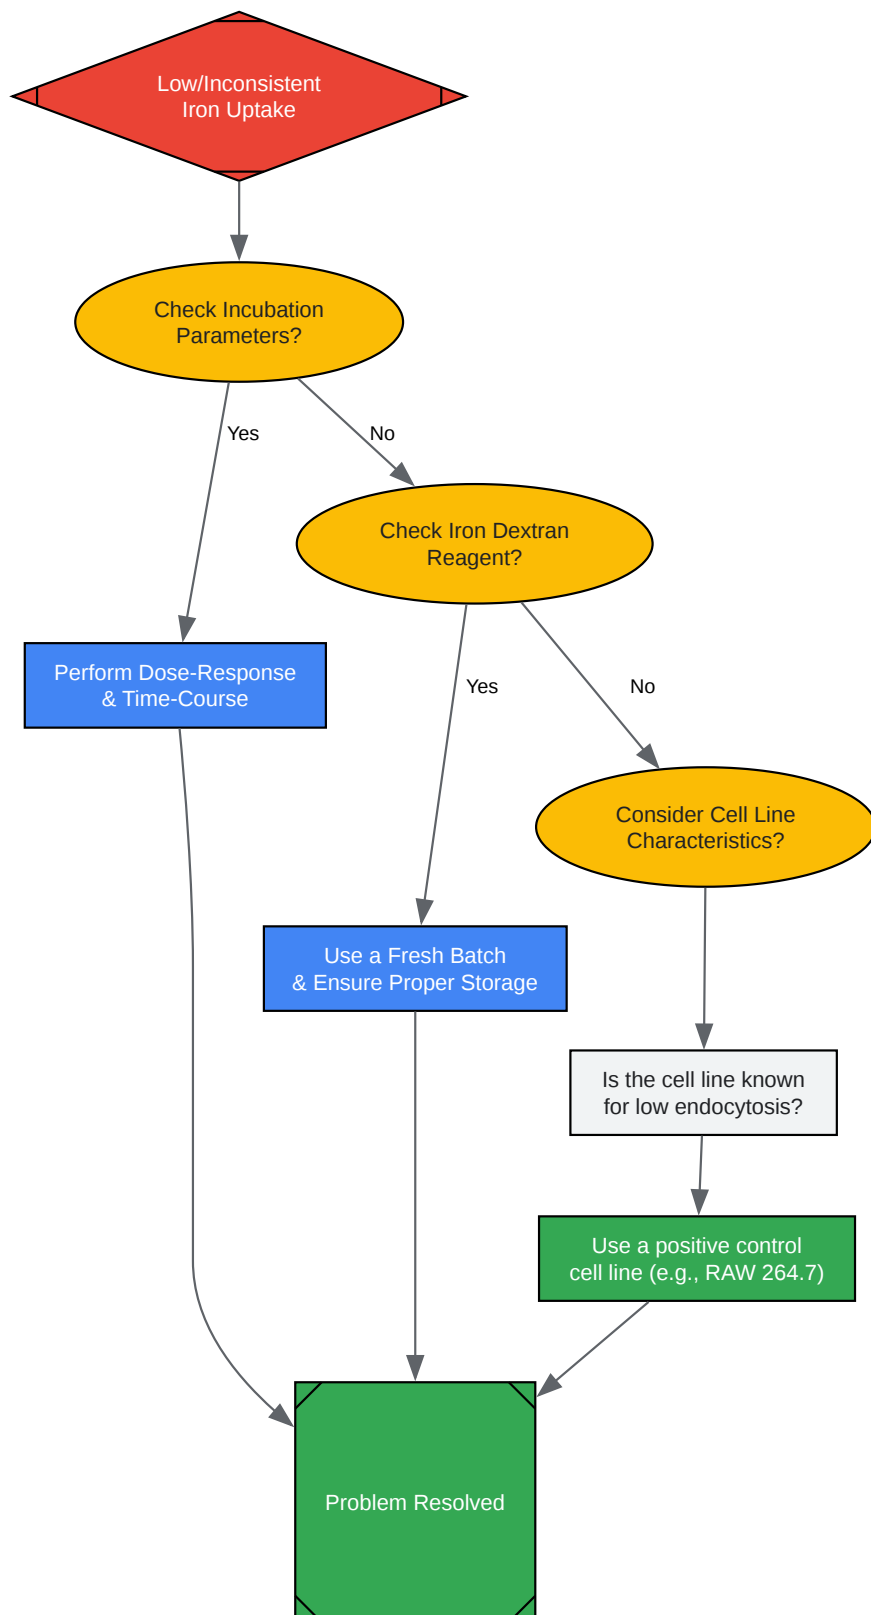 Low/Inconsistent
Iron Uptake
Check Incubation
Parameters?
Yes
No
Check Iron Dextran
Reagent?
Perform Dose-Response
& Time-Course
Yes
No
Consider Cell Line
Characteristics?
Use a Fresh Batch
& Ensure Proper Storage
Is the cell line known
for low endocytosis?
Use a positive control
cell line (e.g., RAW 264.7)
Problem Resolved